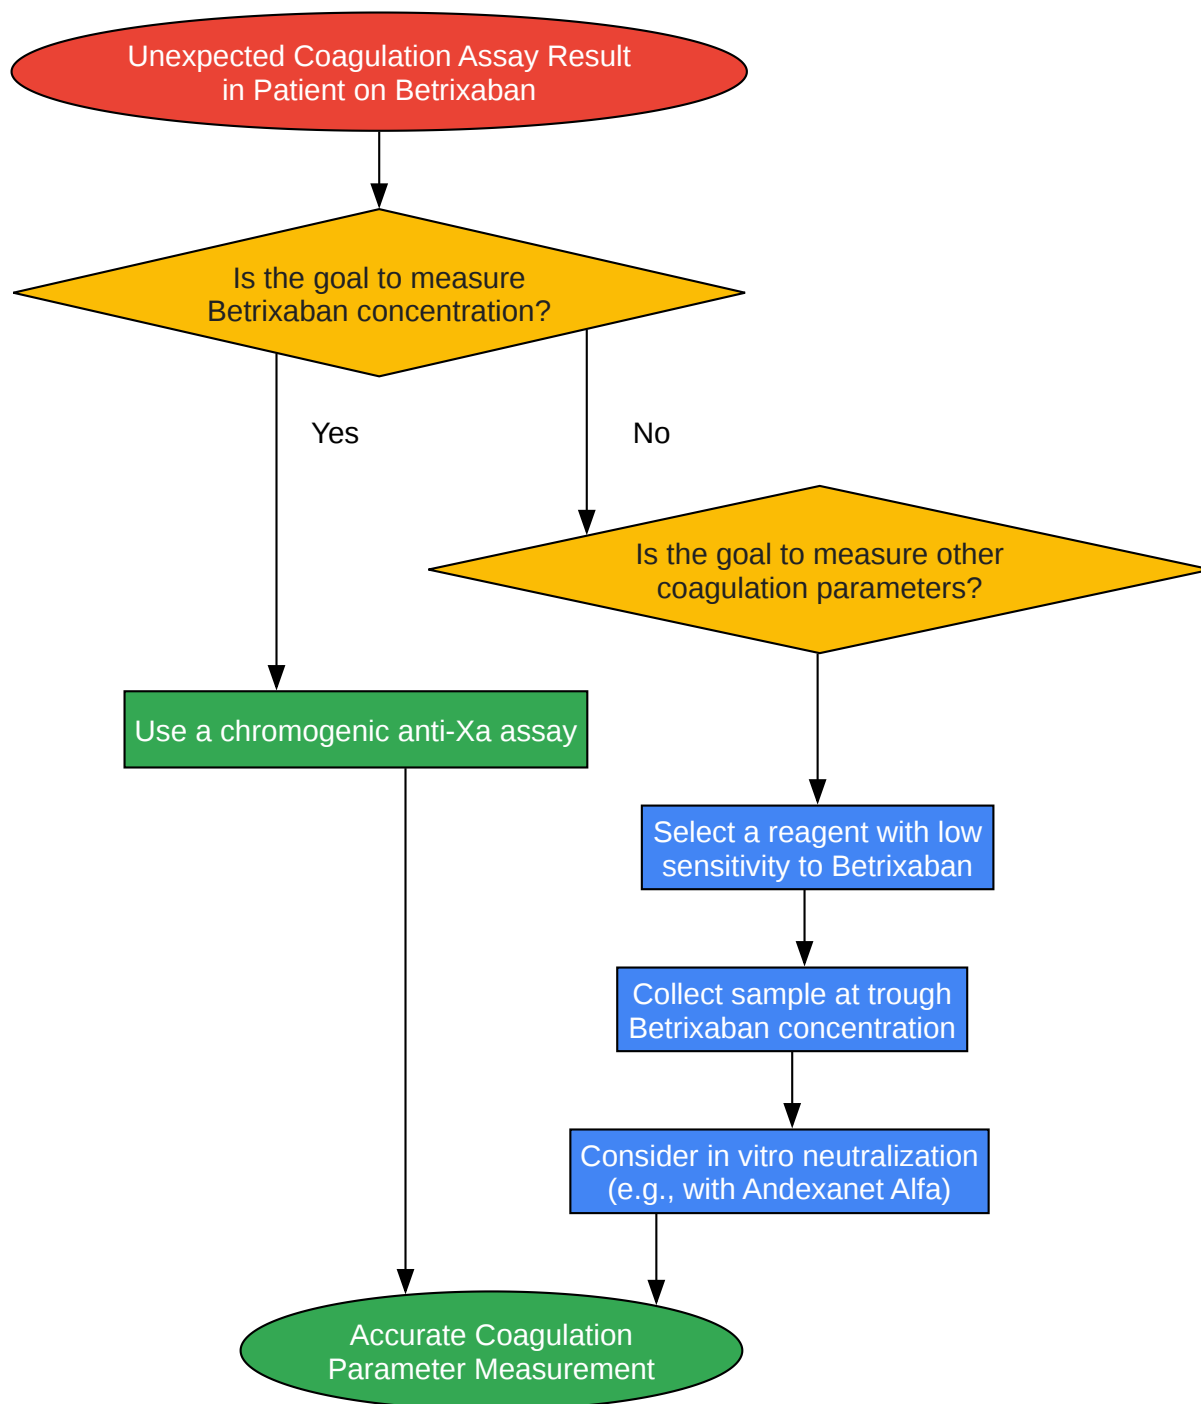 Unexpected Coagulation Assay Result
in Patient on Betrixaban
Is the goal to measure
Betrixaban concentration?
Yes
No
Is the goal to measure other
coagulation parameters?
Use a chromogenic anti-Xa assay
Select a reagent with low
sensitivity to Betrixaban
Collect sample at trough
Betrixaban concentration
Consider in vitro neutralization
(e.g., with Andexanet Alfa)
Accurate Coagulation
Parameter Measurement